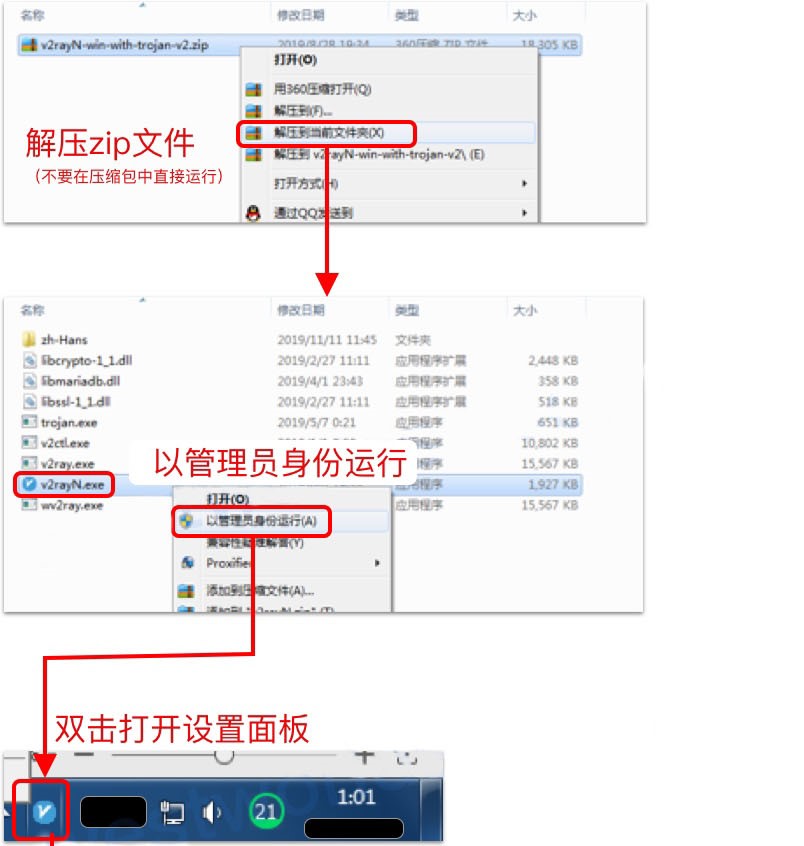 名称 修改日期 类型 大小
v2rayN-win-with-trojan-v2.zip 2019/8/28 19:34 360压缩 ZIP 文件 18,305 KB
打开(O)
用360压缩打开(Q)
解压到(F)...
解压到当前文件夹(X)
解压到 v2rayN-win-with-trojan-v2\ (E)
打开方式(H)
通过QQ发送到
解压zip文件
（不要在压缩包中直接运行）
名称 修改日期 类型 大小
zh-Hans 2019/11/11 11:45 文件夹
libcrypto-1_1.dll 2019/2/27 11:11 应用程序扩展 2,448 KB
libmariadb.dll 2019/4/1 23:43 应用程序扩展 358 KB
libssl-1_1.dll 2019/2/27 11:11 应用程序扩展 518 KB
trojan.exe 2019/5/7 0:21 应用程序 651 KB
v2ctl.exe 应用程序 10,802 KB
v2ray.exe 程序 15,567 KB
v2rayN.exe 应用程序 1,927 KB
wv2ray.exe 应用程序 15,567 KB
以管理员身份运行
打开(O)
以管理员身份运行(A)
兼容性疑难解答(Y)
Proxifier
添加到压缩文件(A)...
添加到 "v2rayN.zip" (T)
双击打开设置面板
21
1:01